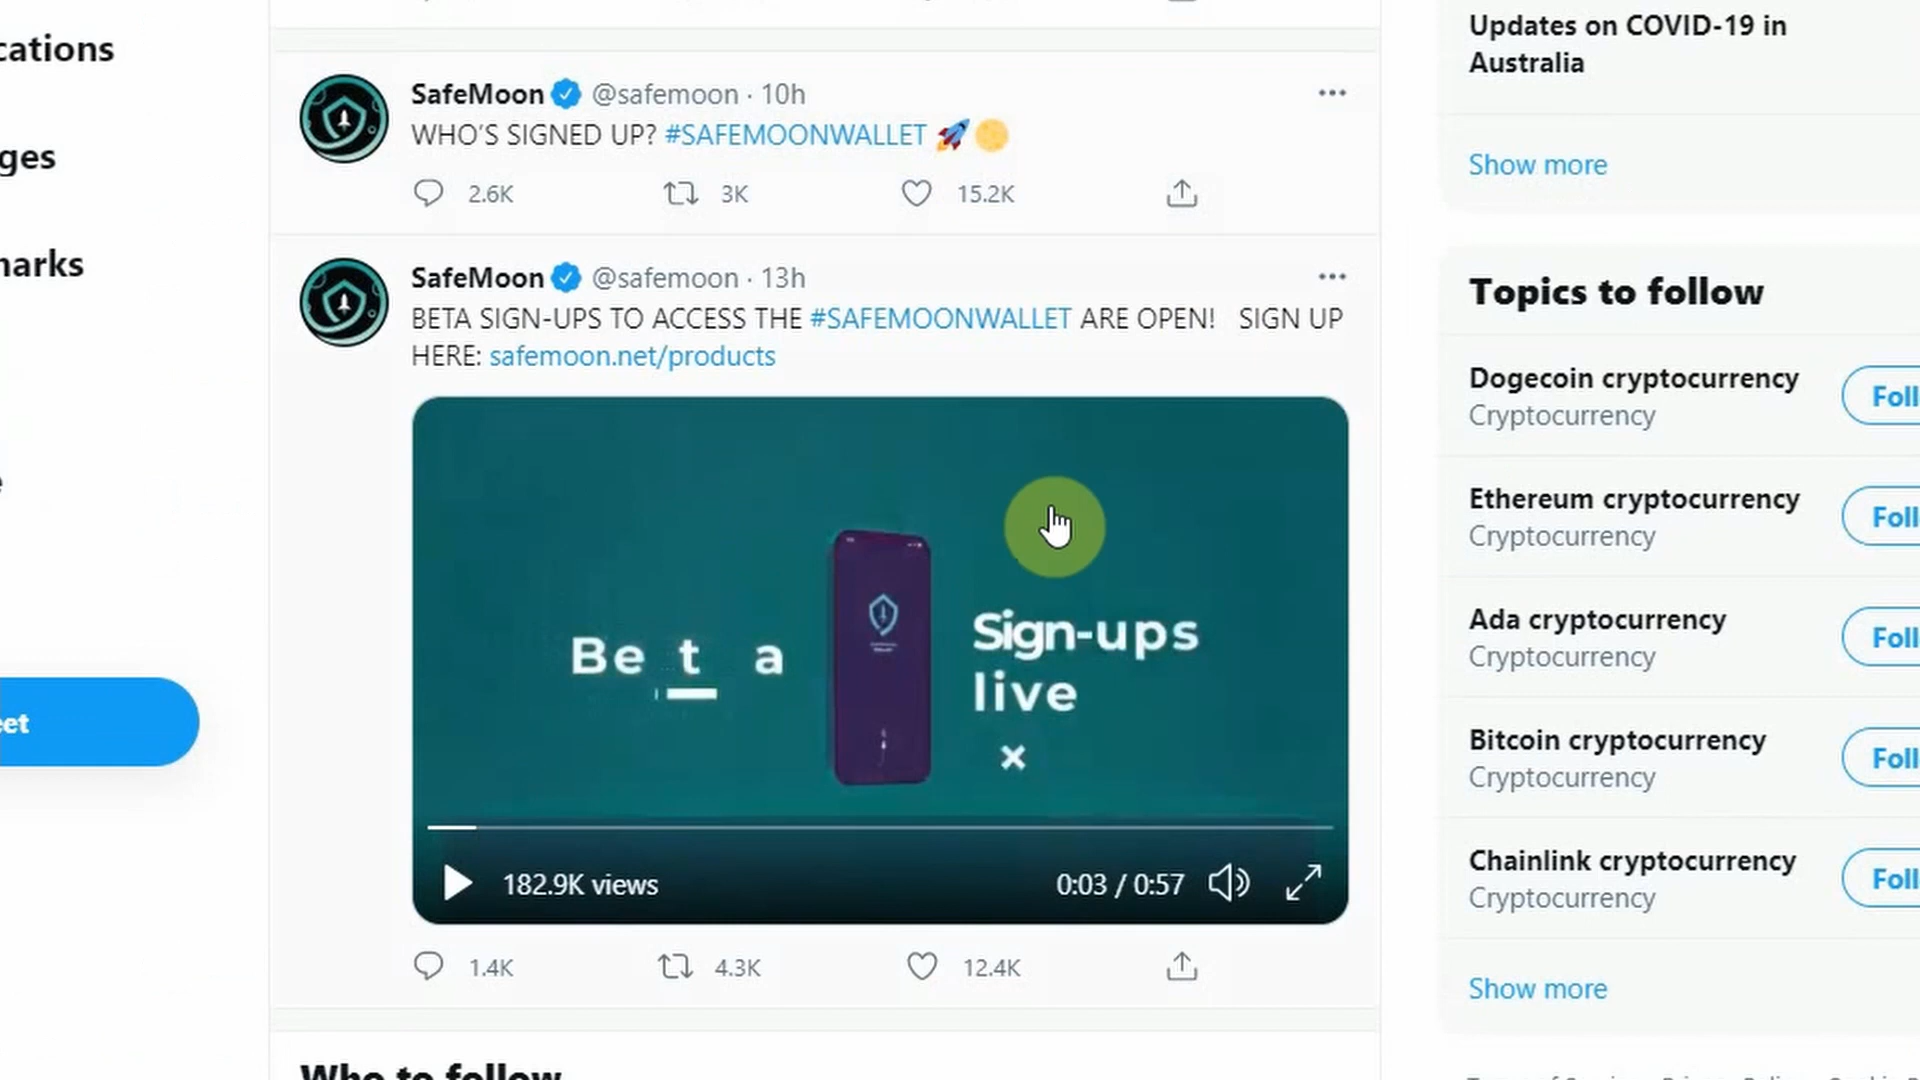 cations
ges
narks
e
eet
SafeMoon @safemoon · 10h
WHO'S SIGNED UP? #SAFEMOONWALLET 🚀🌕
2.6K 3K 15.2K
SafeMoon @safemoon · 13h
BETA SIGN-UPS TO ACCESS THE #SAFEMOONWALLET ARE OPEN! SIGN UP
HERE: safemoon.net/products
Be t a
Sign-ups
live
182.9K views 0:03 / 0:57
1.4K 4.3K 12.4K
Who to follow
Updates on COVID-19 in
Australia
Show more
Topics to follow
Dogecoin cryptocurrency
Cryptocurrency
Foll
Ethereum cryptocurrency
Cryptocurrency
Foll
Ada cryptocurrency
Cryptocurrency
Foll
Bitcoin cryptocurrency
Cryptocurrency
Foll
Chainlink cryptocurrency
Cryptocurrency
Foll
Show more